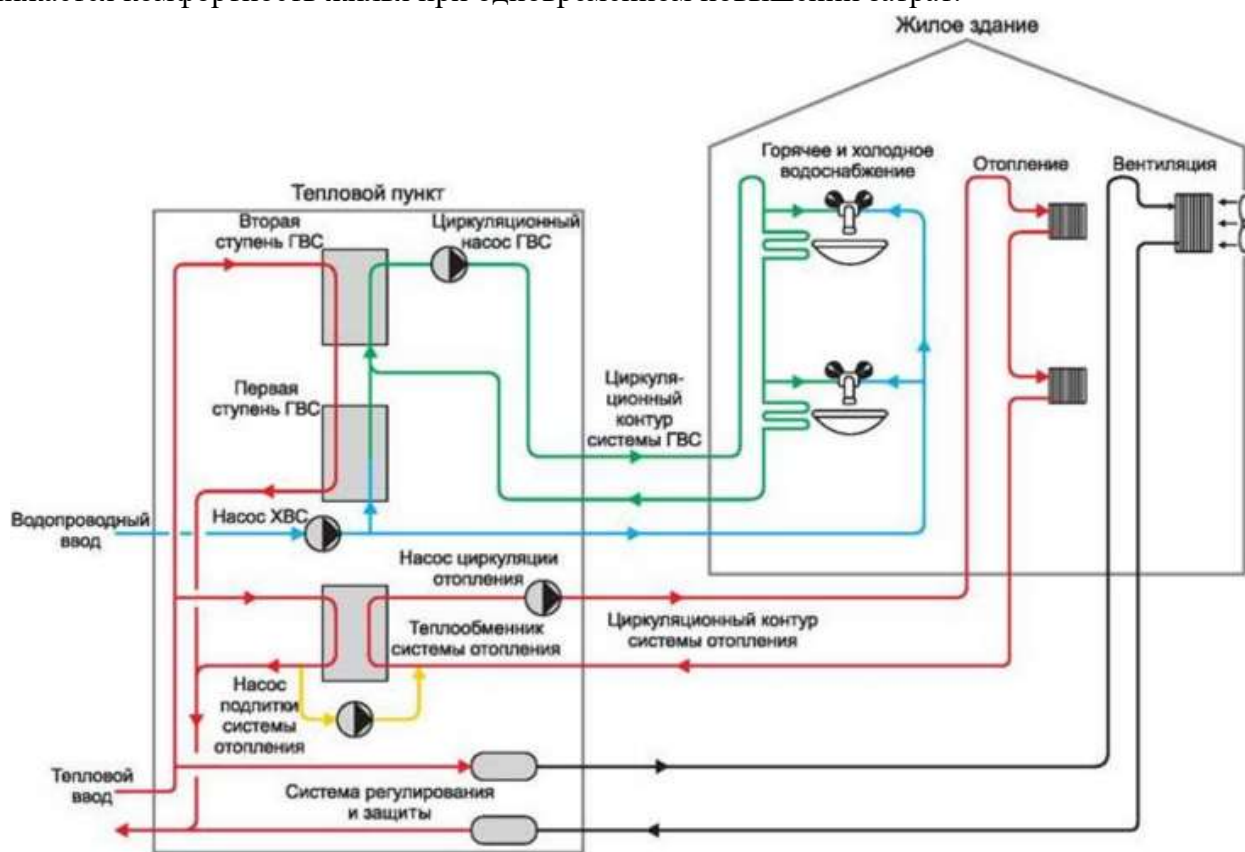 Жилое здание
Горячее и холодное
водоснабжение
Отопление
Вентиляция
Тепловой пункт
Вторая
ступень ГВС
Циркуляционный
насос ГВС
Первая
ступень ГВС
Циркуля-
ционный
контур
системы ГВС
Водопроводный
ввод
Насос ХВС
Насос циркуляции
отопления
Теплообменник
системы отопления
Циркуляционный контур
системы отопления
Насос
подпитки
системы
отопления
Тепловой
ввод
Система регулирования
и защиты